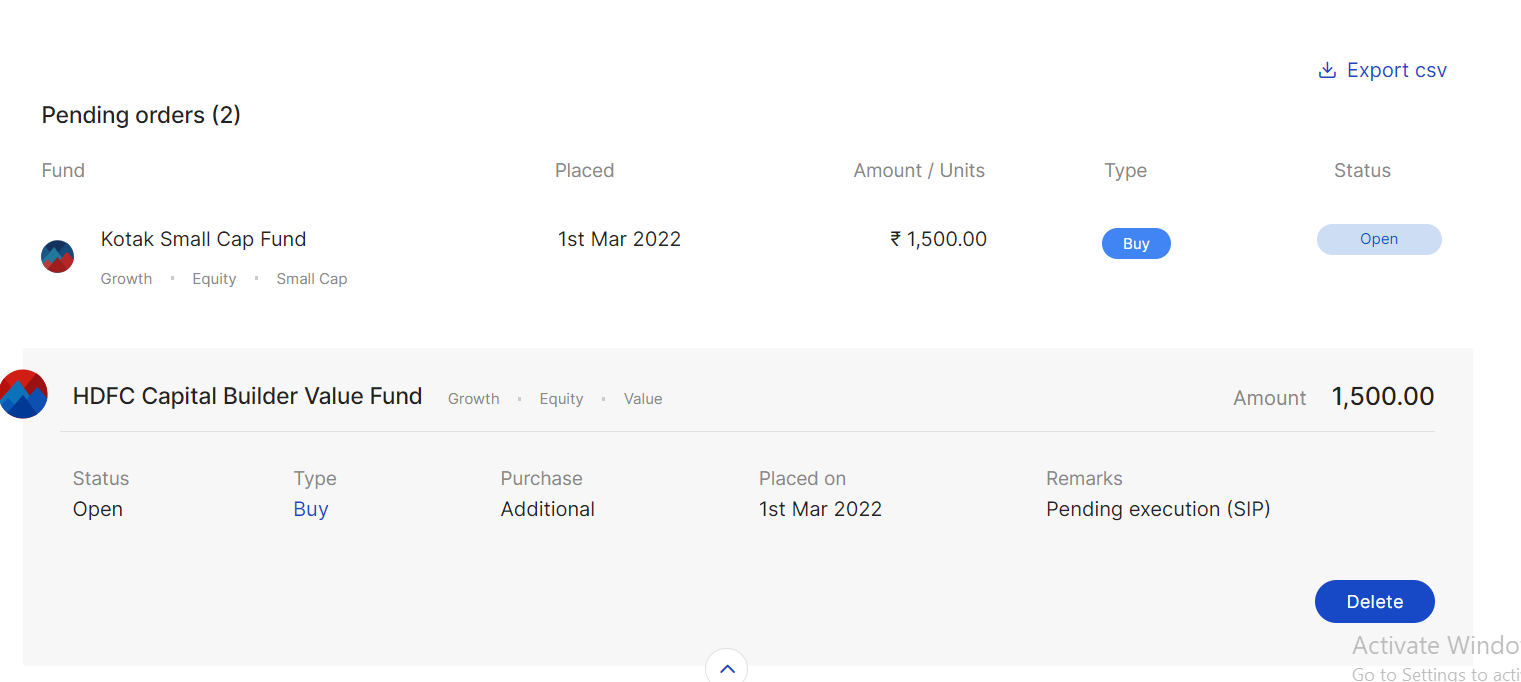 Export csv
Pending orders (2)
Fund Placed Amount / Units Type Status
Kotak Small Cap Fund 1st Mar 2022 ₹ 1,500.00 Buy Open
Growth Equity Small Cap
HDFC Capital Builder Value Fund Growth Equity Value Amount 1,500.00
Status Type Purchase Placed on Remarks
Open Buy Additional 1st Mar 2022 Pending execution (SIP)
Delete
Activate Windo
Go to Settings to acti